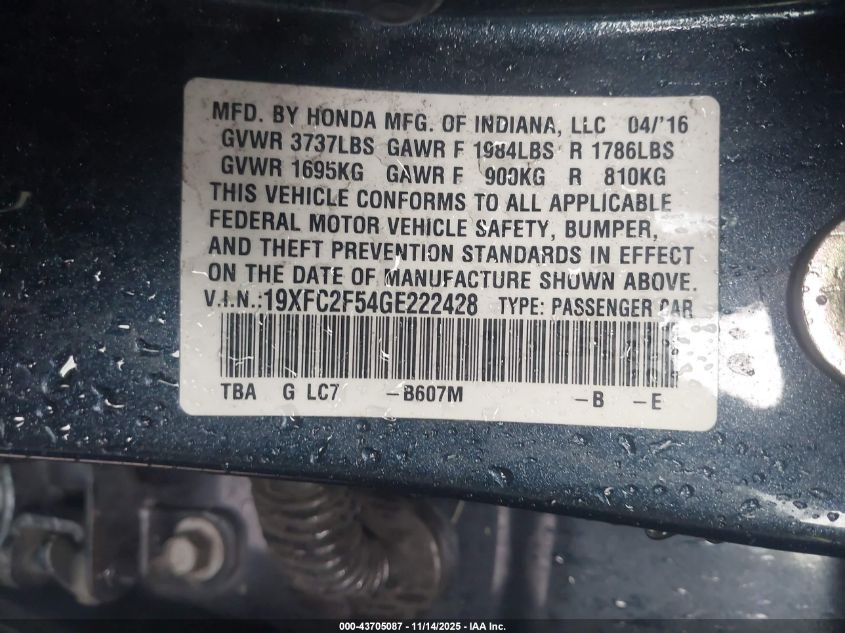 MFD. BY HONDA MFG. OF INDIANA, LLC 04/'16
GVWR 3737LBS GAWR F 1984LBS R 1786LBS
GVWR 1695KG GAWR F 900KG R 810KG
THIS VEHICLE CONFORMS TO ALL APPLICABLE
FEDERAL MOTOR VEHICLE SAFETY, BUMPER,
AND THEFT PREVENTION STANDARDS IN EFFECT
ON THE DATE OF MANUFACTURE SHOWN ABOVE.
V.I.N.:19XFC2F54GE222428 TYPE: PASSENGER CAR
TBA G LC7 -B607M -B -E
000-43705087 - 11/14/2025 - IAA Inc.